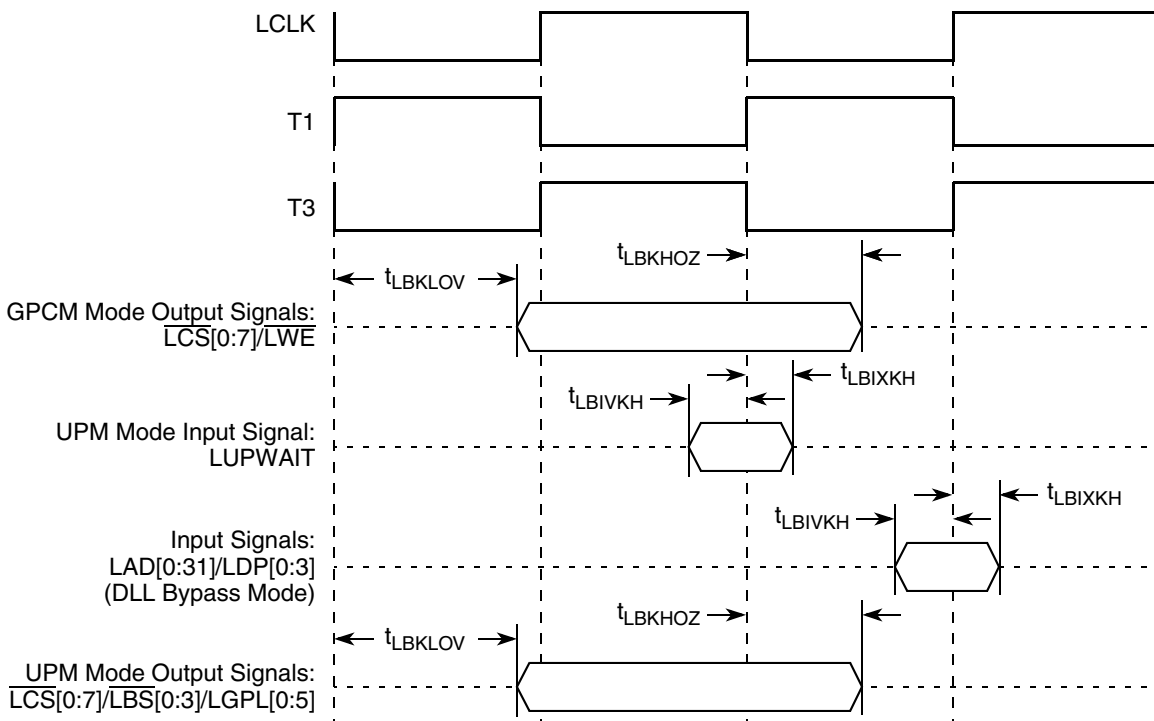 LCLK
T1
T3
tLBKHOZ
tLBKLOV
GPCM Mode Output Signals:
LCS[0:7]/LWE
tLBIXKH
tLBIVKH
UPM Mode Input Signal:
LUPWAIT
tLBIXKH
tLBIVKH
Input Signals:
LAD[0:31]/LDP[0:3]
(DLL Bypass Mode)
tLBKHOZ
tLBKLOV
UPM Mode Output Signals:
LCS[0:7]/LBS[0:3]/LGPL[0:5]